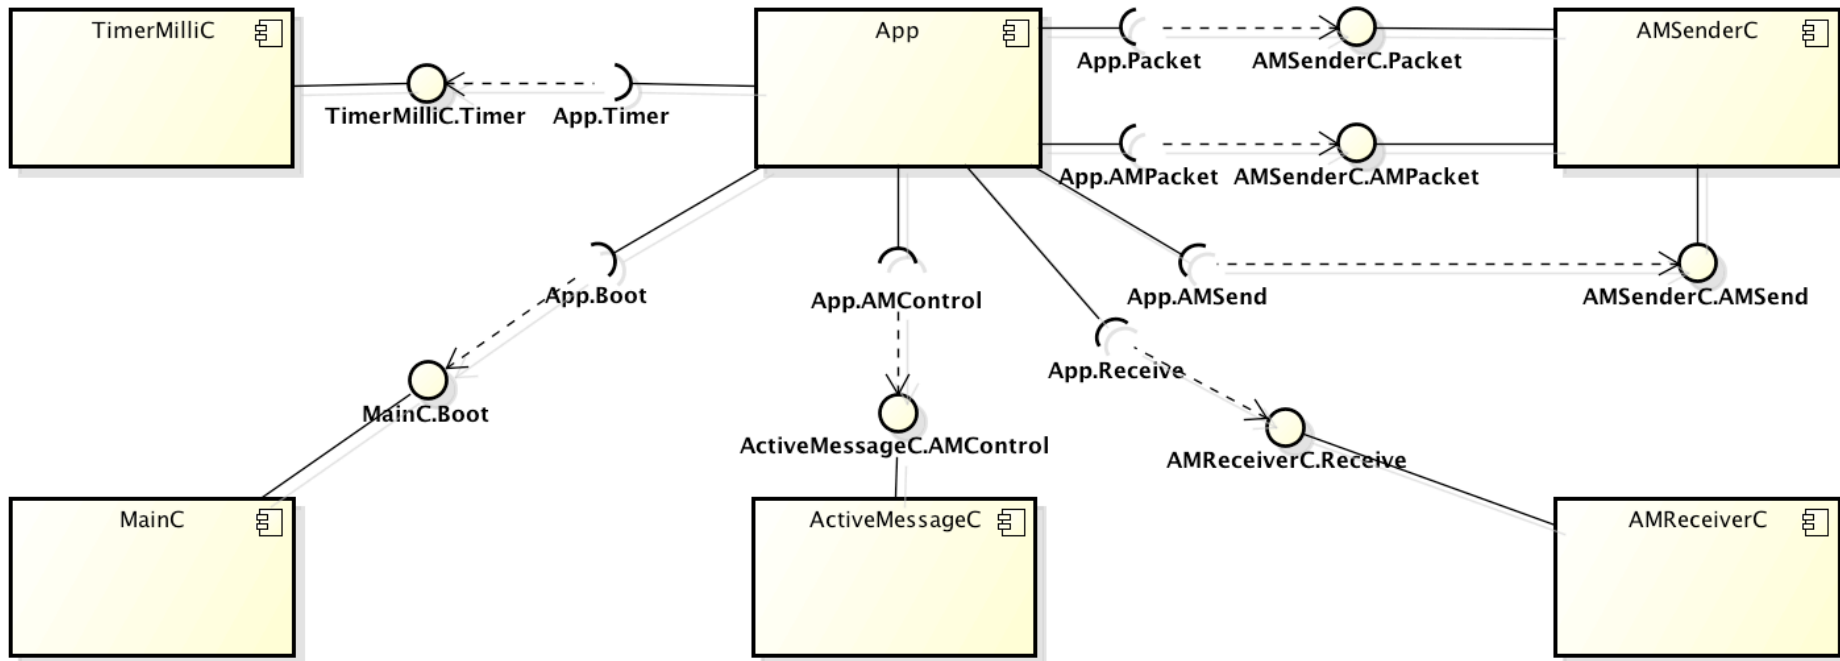 TimerMilliC
App
AMSenderC
App.Packet
AMSenderC.Packet
TimerMilliC.Timer
App.Timer
App.AMPacket
AMSenderC.AMPacket
App.Boot
App.AMControl
App.AMSend
AMSenderC.AMSend
App.Receive
MainC.Boot
ActiveMessageC.AMControl
AMReceiverC.Receive
MainC
ActiveMessageC
AMReceiverC